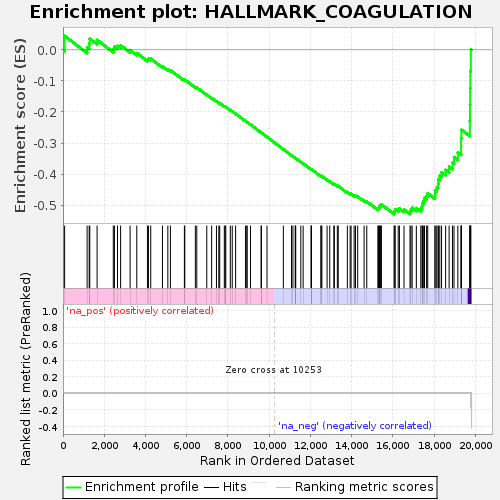 Enrichment plot: HALLMARK_COAGULATION
Enrichment score (ES)
0.0
-0.1
-0.2
-0.3
-0.4
-0.5
'na_pos' (positively correlated)
Ranked list metric (PreRanked)
1.0
0.8
0.6
0.4
0.2
0.0
-0.2
-0.4
Zero cross at 10253
'na_neg' (negatively correlated)
0
2,000
4,000
6,000
8,000
10,000
12,000
14,000
16,000
18,000
20,000
Rank in Ordered Dataset
Enrichment profile
Hits
Ranking metric scores